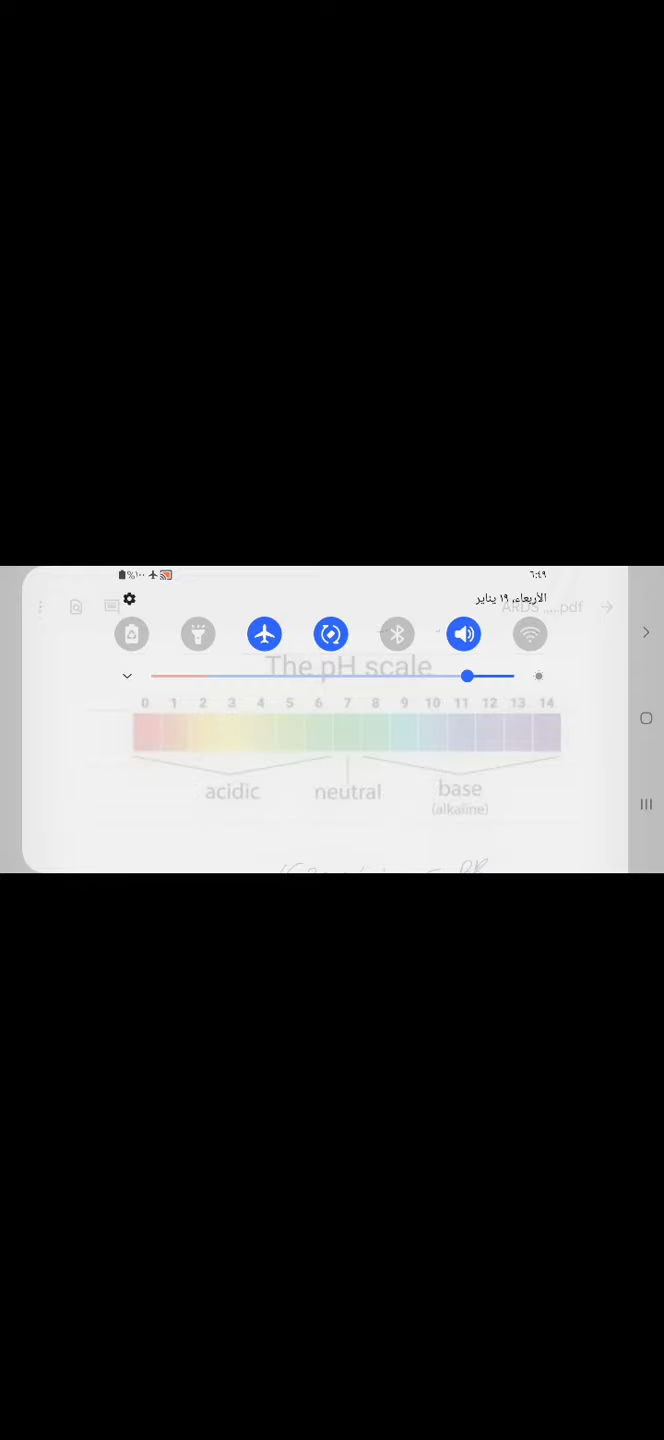 ٪١٠٠
٦:٤٩
الأربعاء، ١٩ يناير
ARDS ....pdf
The pH scale
0 1 2 3 4 5 6 7 8 9 10 11 12 13 14
acidic neutral base
(alkaline)